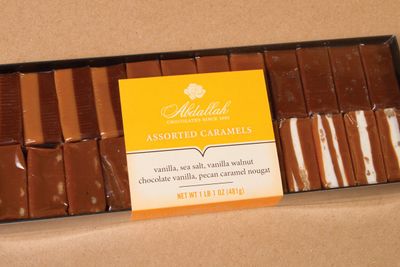 Abdallah
CHOCOLATES SINCE 1909
ASSORTED CARAMELS
vanilla, sea salt, vanilla walnut
chocolate vanilla, pecan caramel nougat
NET WT 1 LB 1 OZ (481g)